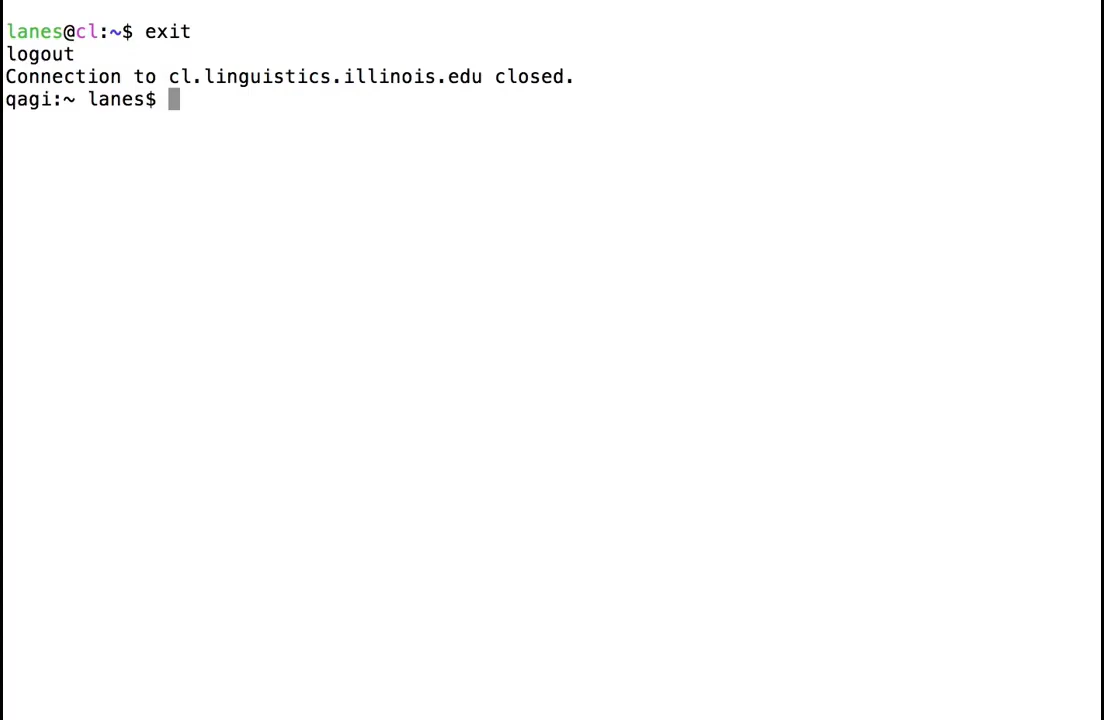 lanes@cl:~$ exit
logout
Connection to cl.linguistics.illinois.edu closed.
qagi:~ lanes$